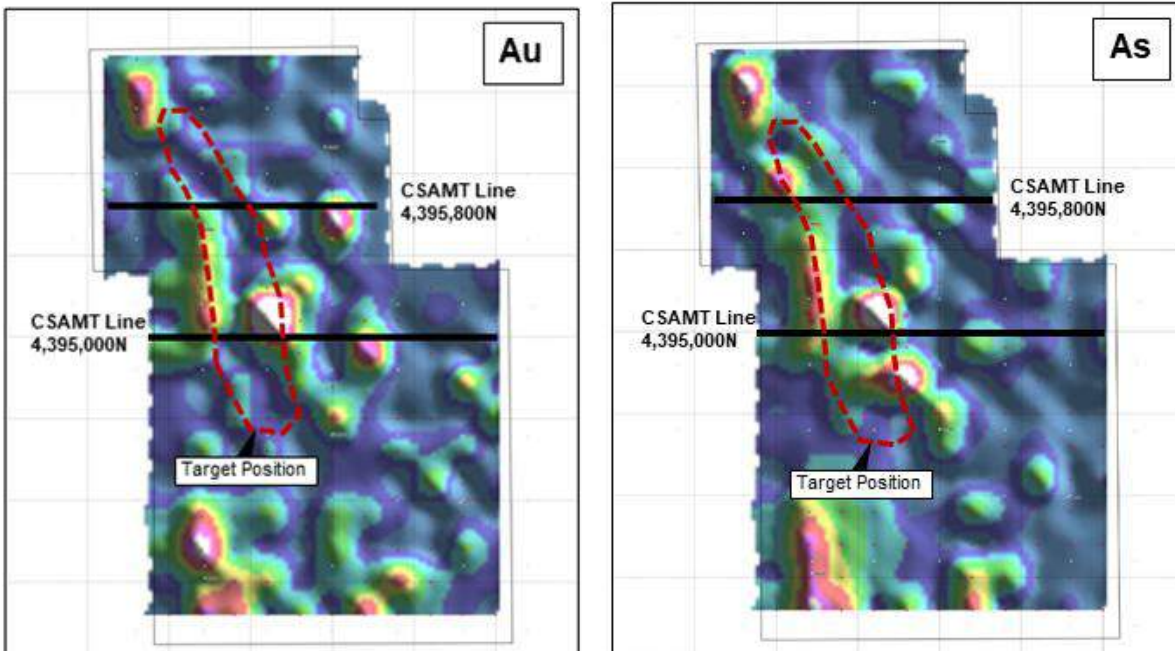 Au
CSAMT Line
4,395,800N
CSAMT Line
4,395,000N
Target Position
As
CSAMT Line
4,395,800N
CSAMT Line
4,395,000N
Target Position